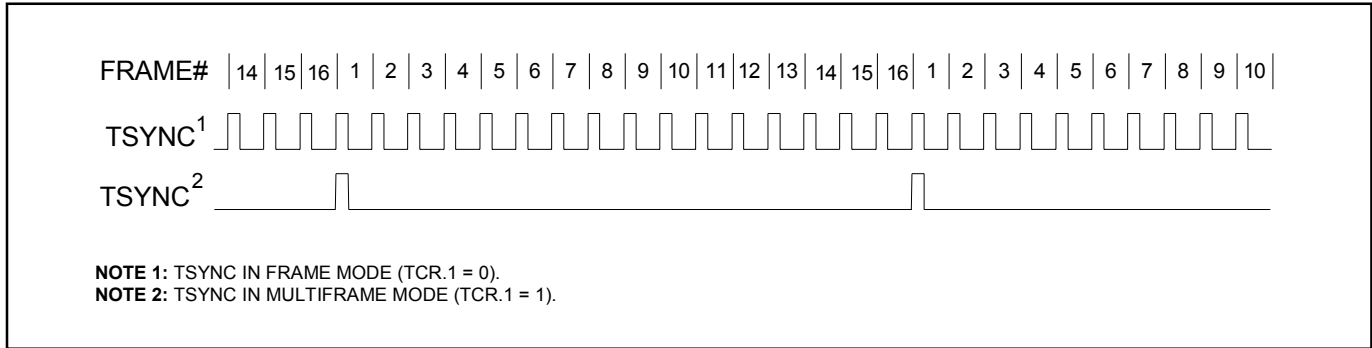 FRAME# 14 15 16 1 2 3 4 5 6 7 8 9 10 11 12 13 14 15 16 1 2 3 4 5 6 7 8 9 10
TSYNC1
TSYNC2
NOTE 1: TSYNC IN FRAME MODE (TCR.1 = 0).
NOTE 2: TSYNC IN MULTIFRAME MODE (TCR.1 = 1).